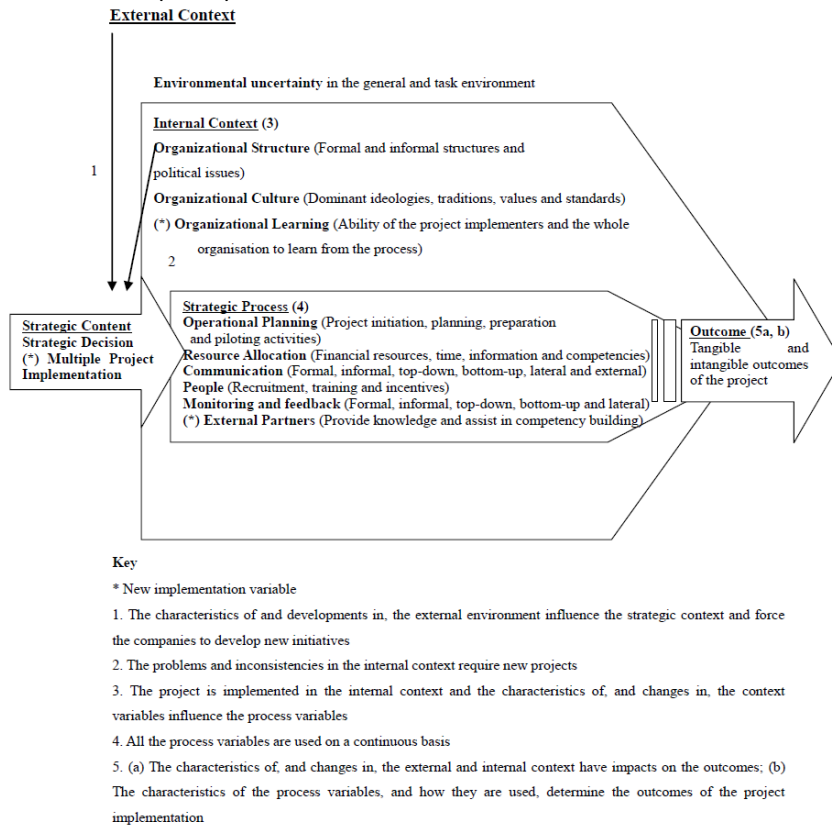 External Context
Environmental uncertainty in the general and task environment
Internal Context (3)
Organizational Structure (Formal and informal structures and
political issues)
1
Organizational Culture (Dominant ideologies, traditions, values and standards)
(*) Organizational Learning (Ability of the project implementers and the whole
organisation to learn from the process)
2
Strategic Content
Strategic Decision
(*) Multiple Project
Implementation
Strategic Process (4)
Operational Planning (Project initiation, planning, preparation
and piloting activities)
Resource Allocation (Financial resources, time, information and competencies)
Communication (Formal, informal, top-down, bottom-up, lateral and external)
People (Recruitment, training and incentives)
Monitoring and feedback (Formal, informal, top-down, bottom-up and lateral)
(*) External Partners (Provide knowledge and assist in competency building)
Outcome (5a, b)
Tangible and
intangible outcomes
of the project
Key
* New implementation variable
1. The characteristics of and developments in, the external environment influence the strategic context and force
the companies to develop new initiatives
2. The problems and inconsistencies in the internal context require new projects
3. The project is implemented in the internal context and the characteristics of, and changes in, the context
variables influence the process variables
4. All the process variables are used on a continuous basis
5. (a) The characteristics of, and changes in, the external and internal context have impacts on the outcomes; (b)
The characteristics of the process variables, and how they are used, determine the outcomes of the project
implementation